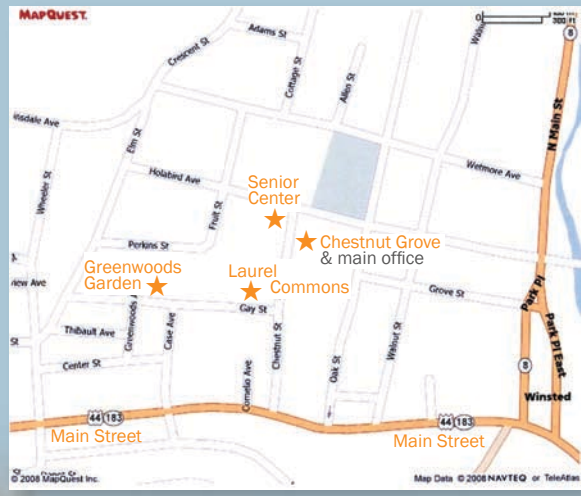 MAPQUEST
Adams St
Crescent St
Cottage St
Allen St
300 Ft
8
N Main St
insdale Ave
Elm St
Wetmore Ave
Holabird Ave
Wheeler St
Fruit St
Senior
Center
Perkins St
Chestnut Grove
& main office
Greenwoods
Garden
Laurel
Commons
view Ave
Grove St
Park Pl
Gay St
Greenwoods A
Case Ave
Thibault Ave
Chestnut St
Oak St
Walnut St
Park Pl East
St
Center St
8
Cornelio Ave
Winsted
44 183
Main Street
44 183
Main Street
St
© 2008 MapQuest Inc.
Map Data © 2008 NAVTEQ or TeleAtlas